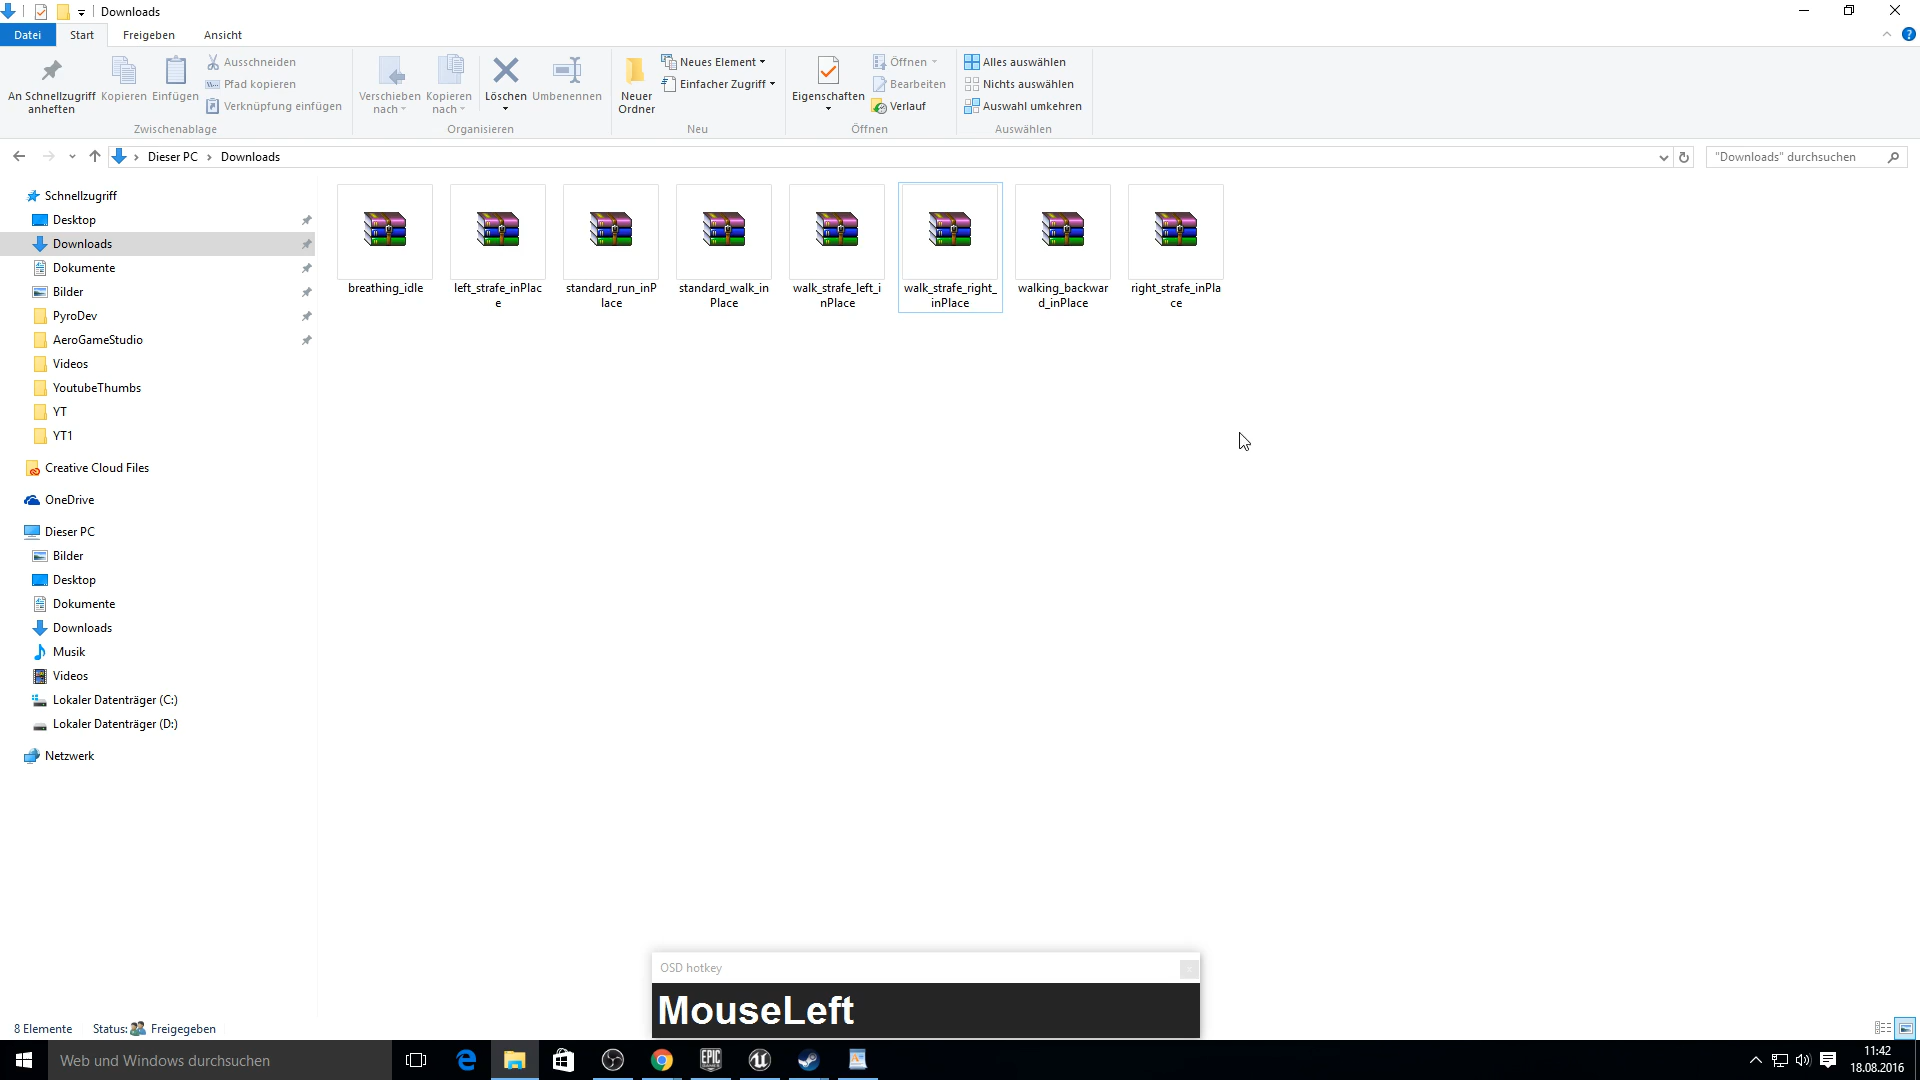 Downloads
Datei Start Freigeben Ansicht
An Schnellzugriff anheften
Kopieren
Einfügen
Ausschneiden
Pfad kopieren
Verknüpfung einfügen
Zwischenablage
Verschieben nach
Kopieren nach
Löschen
Umbenennen
Organisieren
Neuer Ordner
Neues Element
Einfacher Zugriff
Neu
Eigenschaften
Öffnen
Bearbeiten
Verlauf
Öffnen
Alles auswählen
Nichts auswählen
Auswahl umkehren
Auswählen
Dieser PC > Downloads
"Downloads" durchsuchen
Schnellzugriff
Desktop
Downloads
Dokumente
Bilder
PyroDev
AeroGameStudio
Videos
YoutubeThumbs
YT
YT1
Creative Cloud Files
OneDrive
Dieser PC
Bilder
Desktop
Dokumente
Downloads
Musik
Videos
Lokaler Datenträger (C:)
Lokaler Datenträger (D:)
Netzwerk
breathing_idle
left_strafe_inPlac
e
standard_run_inP
lace
standard_walk_in
Place
walk_strafe_left_i
nPlace
walk_strafe_right_
inPlace
walking_backwar
d_inPlace
right_strafe_inPla
ce
OSD hotkey
MouseLeft
8 Elemente Status: Freigegeben
Web und Windows durchsuchen
EPIC
11:42
18.08.2016